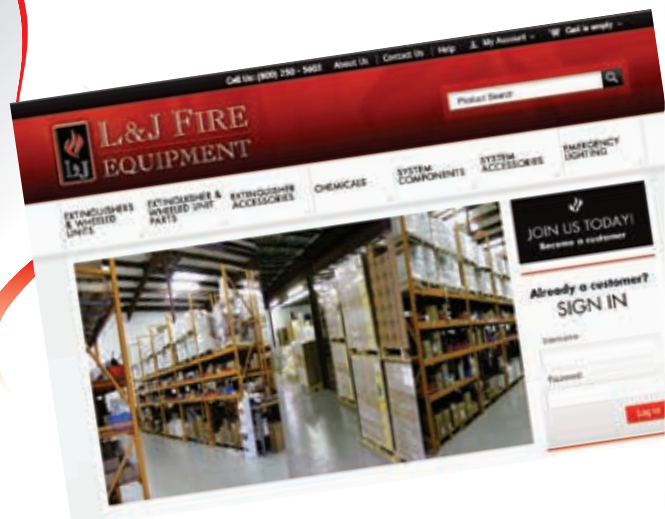 Call Us: (800) 250 - 5603 About Us Contact Us Help My Account Cart is empty
L&J FIRE
EQUIPMENT
L&J
Product Search
EXTINGUISHERS
& WHEELED
UNITS
EXTINGUISHER &
WHEELED UNIT
PARTS
EXTINGUISHER
ACCESSORIES
CHEMICALS
SYSTEM
COMPONENTS
SYSTEM
ACCESSORIES
EMERGENCY
LIGHTING
JOIN US TODAY!
Become a customer
Already a customer?
SIGN IN
Username
Password
Log in